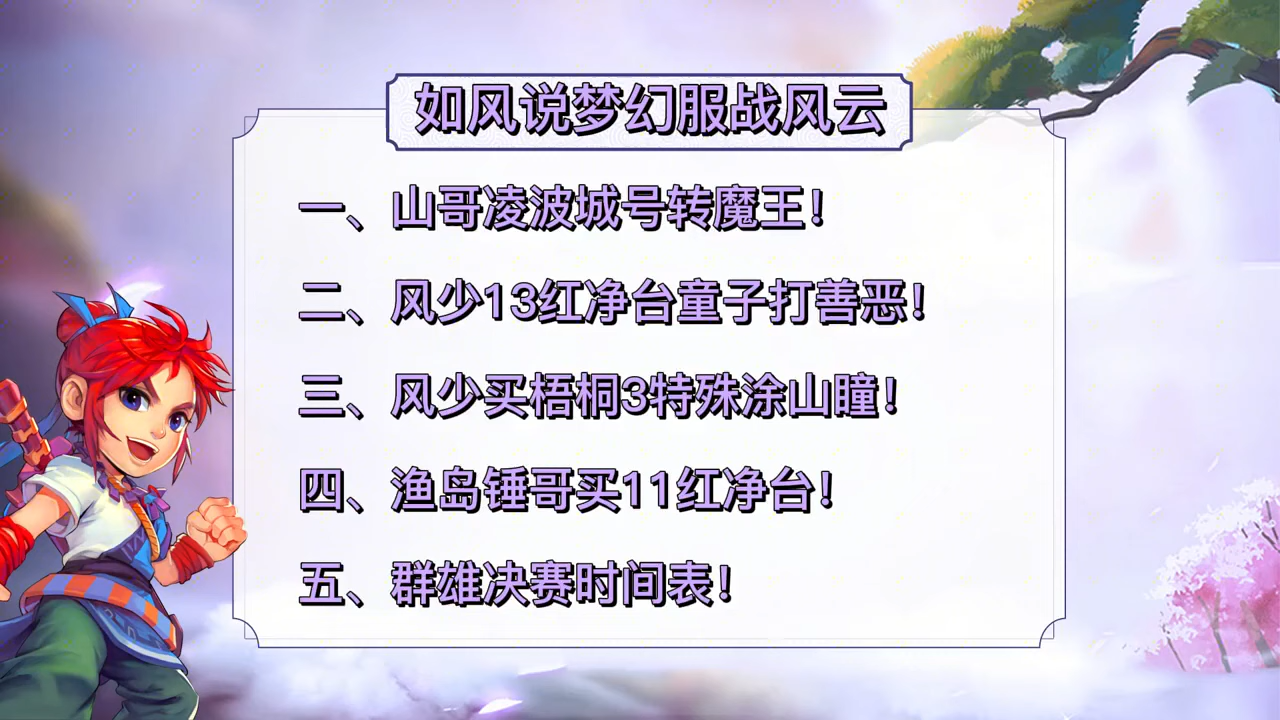 如风说梦幻服战风云
一、山哥凌波城号转魔王！
二、风少13红净台童子打善恶！
三、风少买梧桐3特殊涂山瞳！
四、渔岛锤哥买11红净台！
五、群雄决赛时间表！